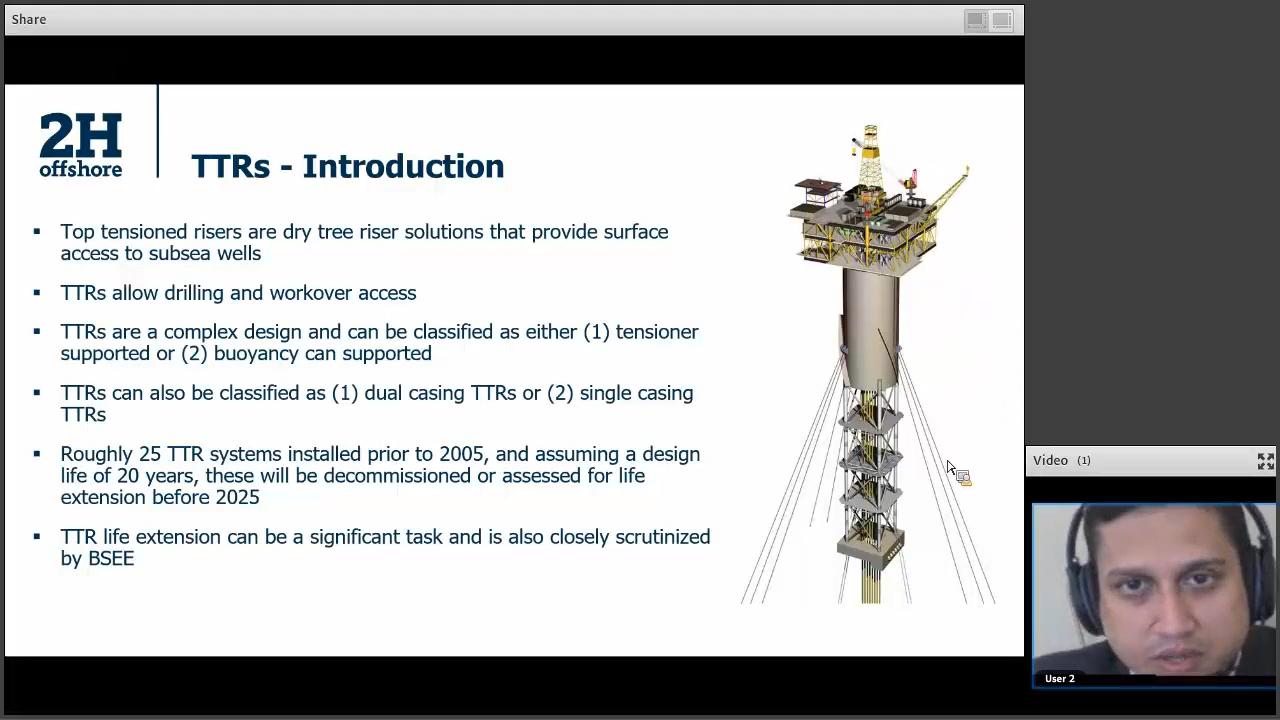 Share
2H
offshore
TTRs - Introduction
▪ Top tensioned risers are dry tree riser solutions that provide surface
access to subsea wells
▪ TTRs allow drilling and workover access
▪ TTRs are a complex design and can be classified as either (1) tensioner
supported or (2) buoyancy can supported
▪ TTRs can also be classified as (1) dual casing TTRs or (2) single casing
TTRs
▪ Roughly 25 TTR systems installed prior to 2005, and assuming a design
life of 20 years, these will be decommissioned or assessed for life
extension before 2025
▪ TTR life extension can be a significant task and is also closely scrutinized
by BSEE
Video (1)
User 2